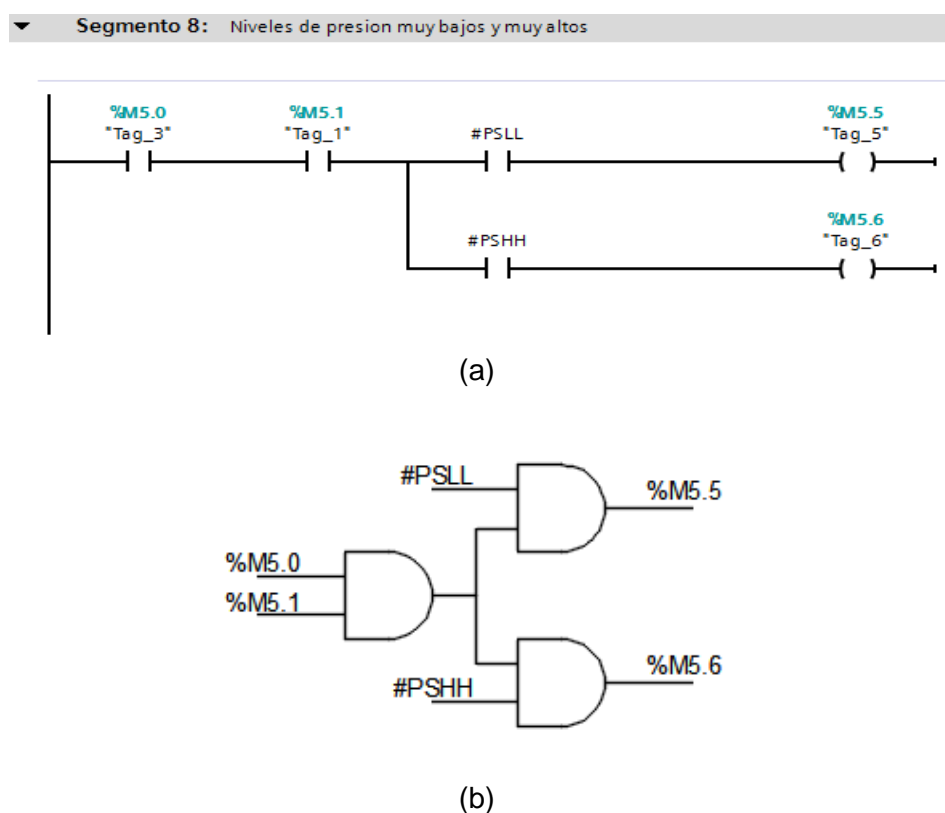 Segmento 8: Niveles de presion muy bajos y muy altos
%M5.0 %M5.1 %M5.5
"Tag_3" "Tag_1" #PSLL "Tag_5"
%M5.6
#PSHH "Tag_6"
(a)
#PSLL %M5.5
%M5.0
%M5.1
#PSHH %M5.6
(b)